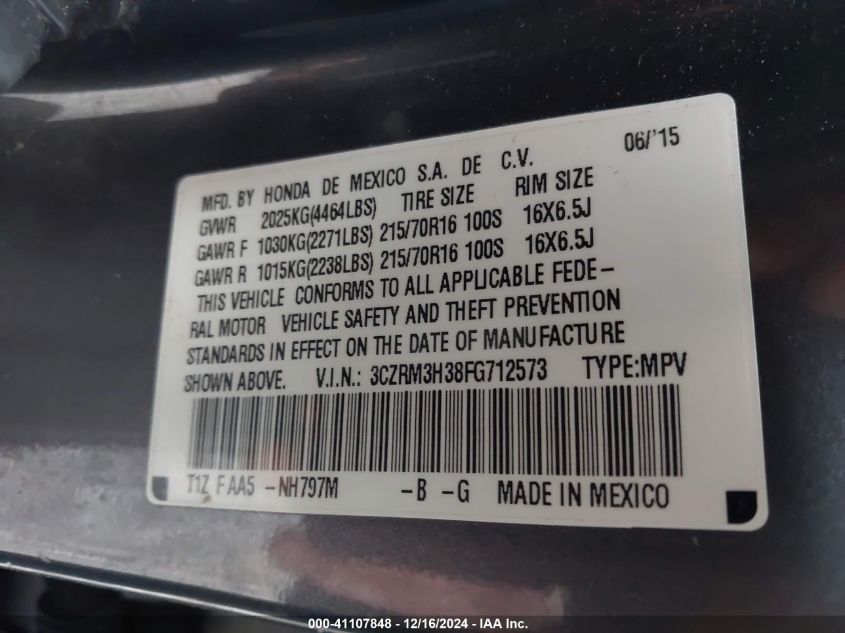 06/'15
MFD. BY HONDA DE MEXICO S.A. DE C.V.
GVWR 2025KG(4464LBS) TIRE SIZE RIM SIZE
GAWR F 1030KG(2271LBS) 215/70R16 100S 16X6.5J
GAWR R 1015KG(2238LBS) 215/70R16 100S 16X6.5J
THIS VEHICLE CONFORMS TO ALL APPLICABLE FEDE-
RAL MOTOR VEHICLE SAFETY AND THEFT PREVENTION
STANDARDS IN EFFECT ON THE DATE OF MANUFACTURE
SHOWN ABOVE. V.I.N.: 3CZRM3H38FG712573 TYPE:MPV
T1Z FAA5 -NH797M -B -G MADE IN MEXICO
000-41107848 - 12/16/2024 - IAA Inc.